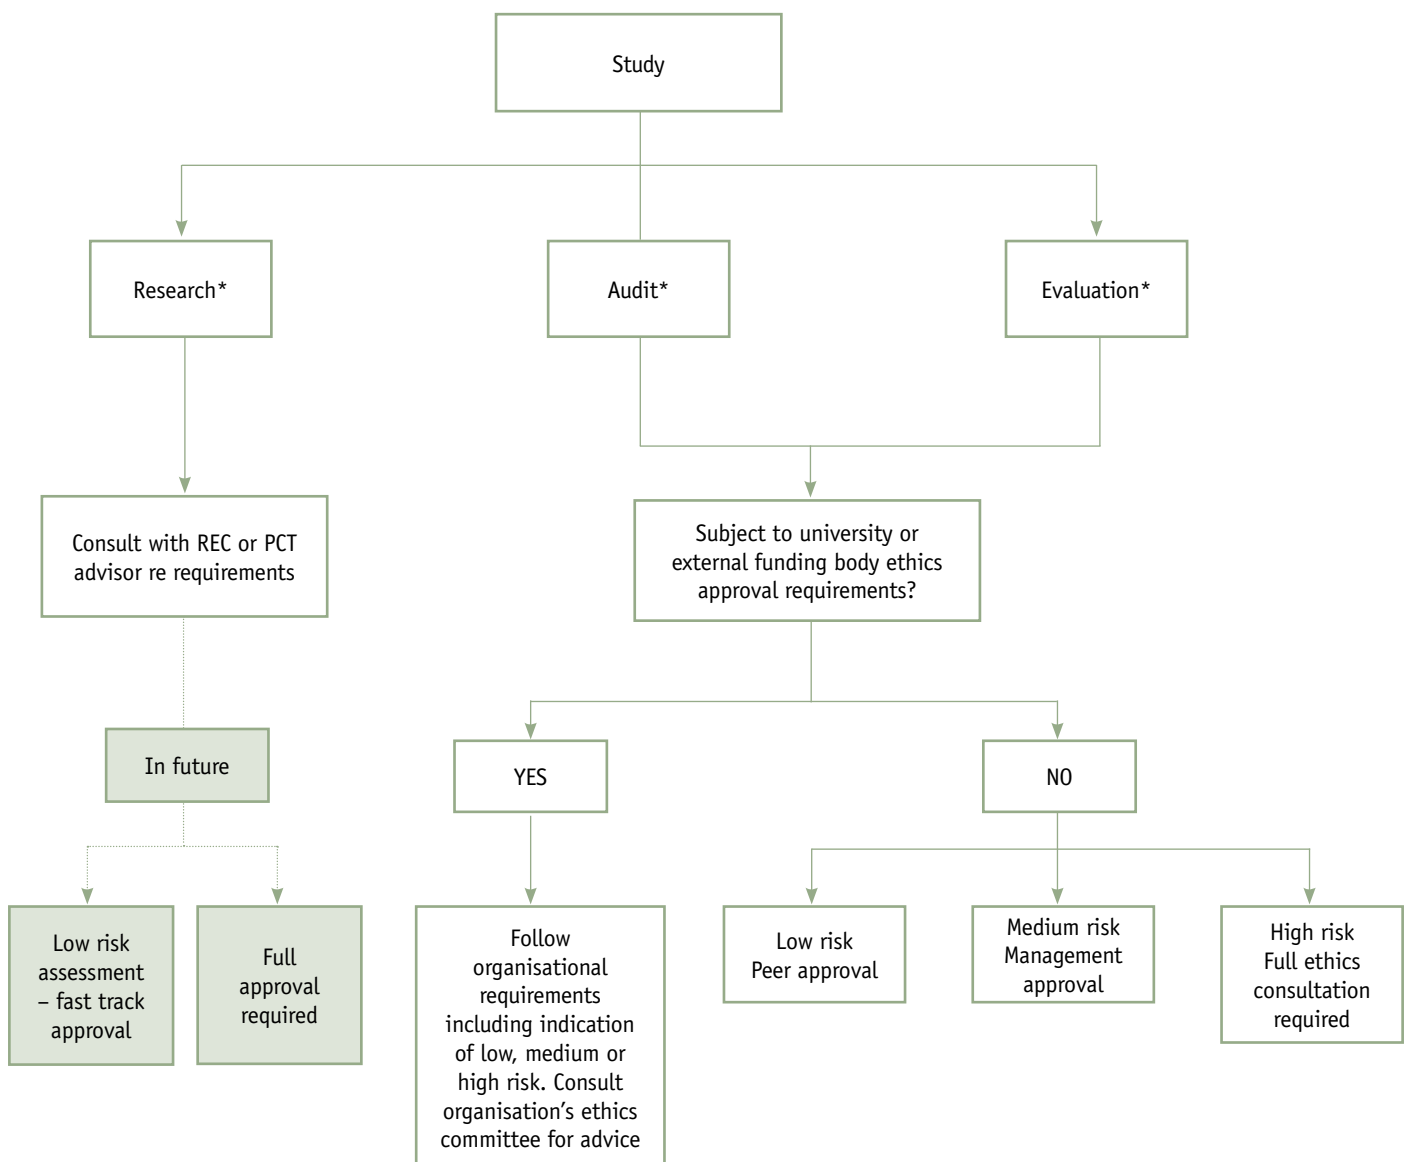 Study
Research*
Audit*
Evaluation*
Consult with REC or PCT
advisor re requirements
Subject to university or
external funding body ethics
approval requirements?
In future
YES
NO
Low risk
assessment
– fast track
approval
Full
approval
required
Follow
organisational
requirements
including indication
of low, medium or
high risk. Consult
organisation’s ethics
committee for advice
Low risk
Peer approval
Medium risk
Management
approval
High risk
Full ethics
consultation
required